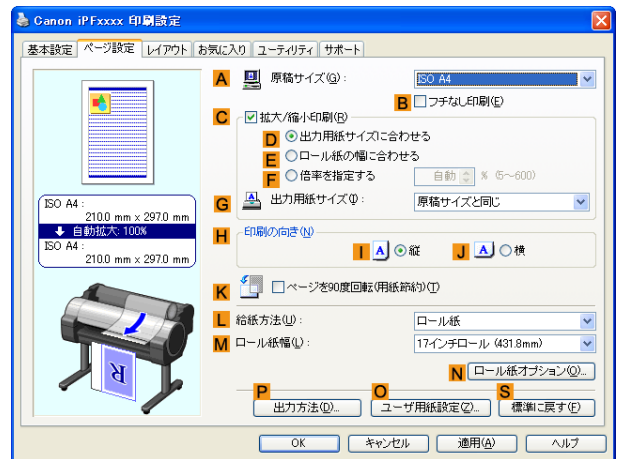 Canon iPFxxxx 印刷設定
基本設定 ページ設定 レイアウト お気に入り ユーティリティ サポート
A 原稿サイズ(G): ISO A4
B フチなし印刷(E)
C 拡大/縮小印刷(R)
D 出力用紙サイズに合わせる
E ロール紙の幅に合わせる
F 倍率を指定する 自動 % (5~600)
G 出力用紙サイズ(I): 原稿サイズと同じ
ISO A4 :
210.0 mm x 297.0 mm
自動拡大: 100%
ISO A4 :
210.0 mm x 297.0 mm
H 印刷の向き(N)
I A 縦 J A 横
K ページを90度回転(用紙節約)(T)
L 給紙方法(U): ロール紙
M ロール紙幅(L): 17インチロール (431.8mm)
N ロール紙オプション(O)...
P O S
出力方法(D)... ユーザ用紙設定(Z)... 標準に戻す(F)
R
OK キャンセル 適用(A) ヘルプ